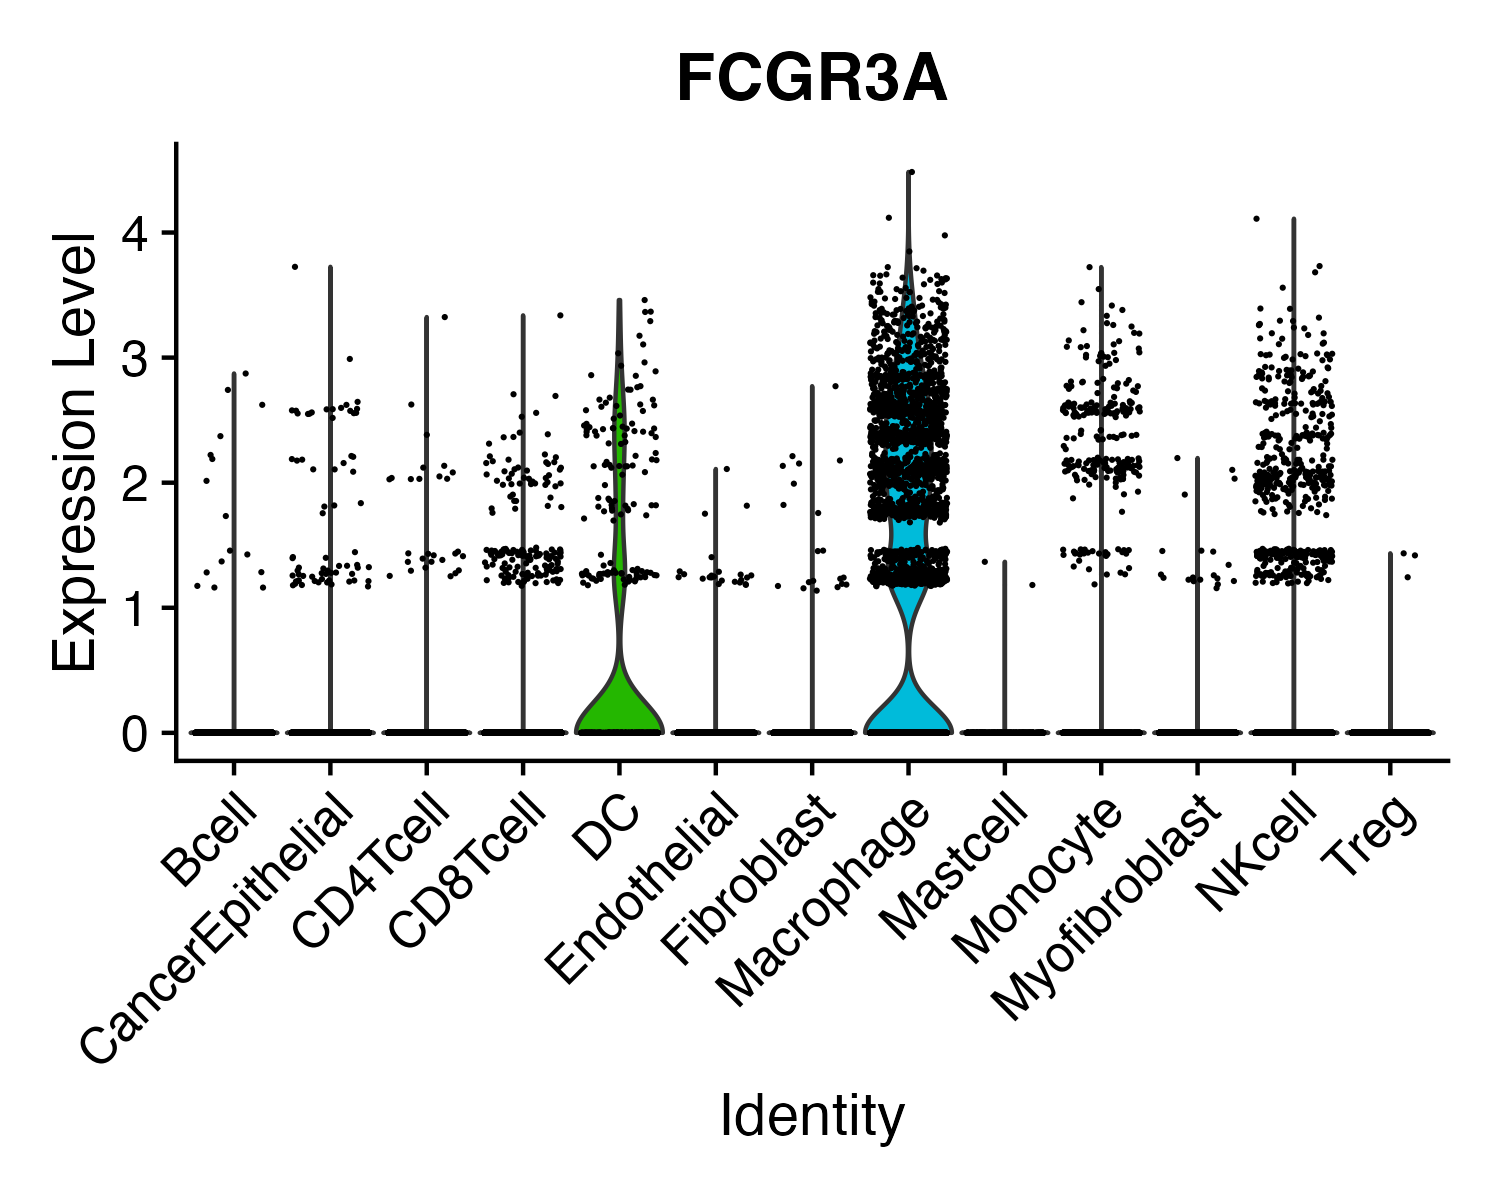 FCGR3A
Expression Level
4
3
2
1
0
Bcell
CancerEpithelial
CD4Tcell
CD8Tcell
DC
Endothelial
Fibroblast
Macrophage
Mastcell
Monocyte
Myofibroblast
NKcell
Treg
Identity